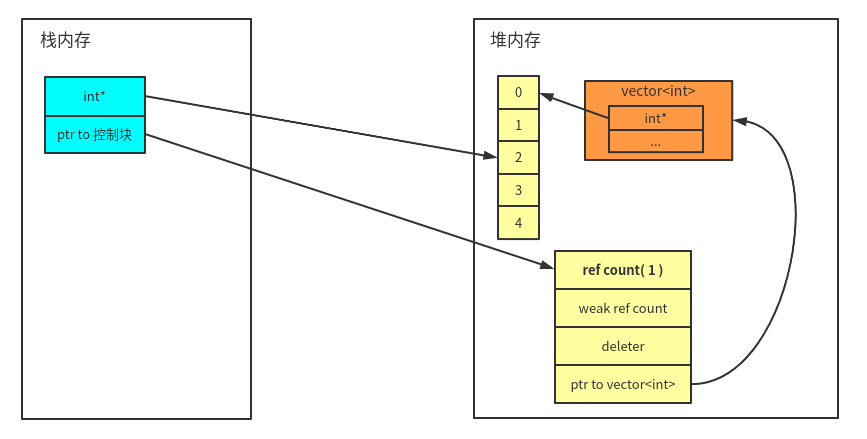 栈内存
int*
ptr to 控制块
堆内存
0
1
2
3
4
vector<int>
int*
...
ref count( 1 )
weak ref count
deleter
ptr to vector<int>